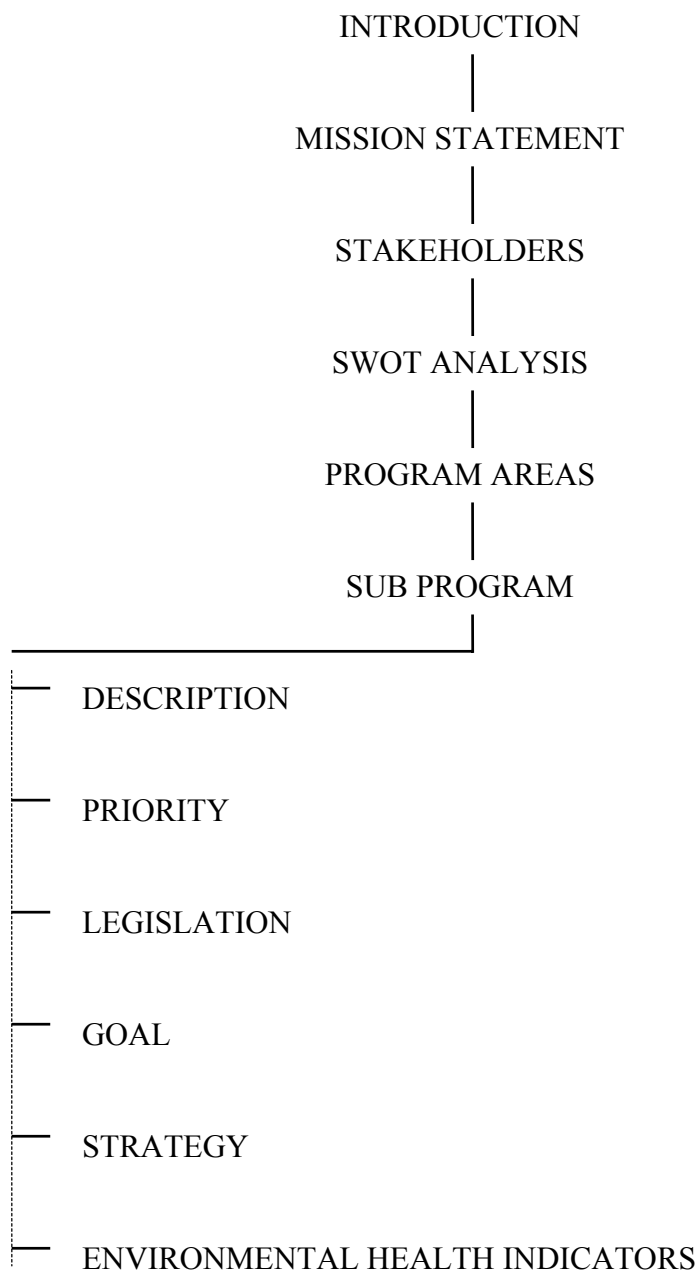 INTRODUCTION
MISSION STATEMENT
STAKEHOLDERS
SWOT ANALYSIS
PROGRAM AREAS
SUB PROGRAM
DESCRIPTION
PRIORITY
LEGISLATION
GOAL
STRATEGY
ENVIRONMENTAL HEALTH INDICATORS